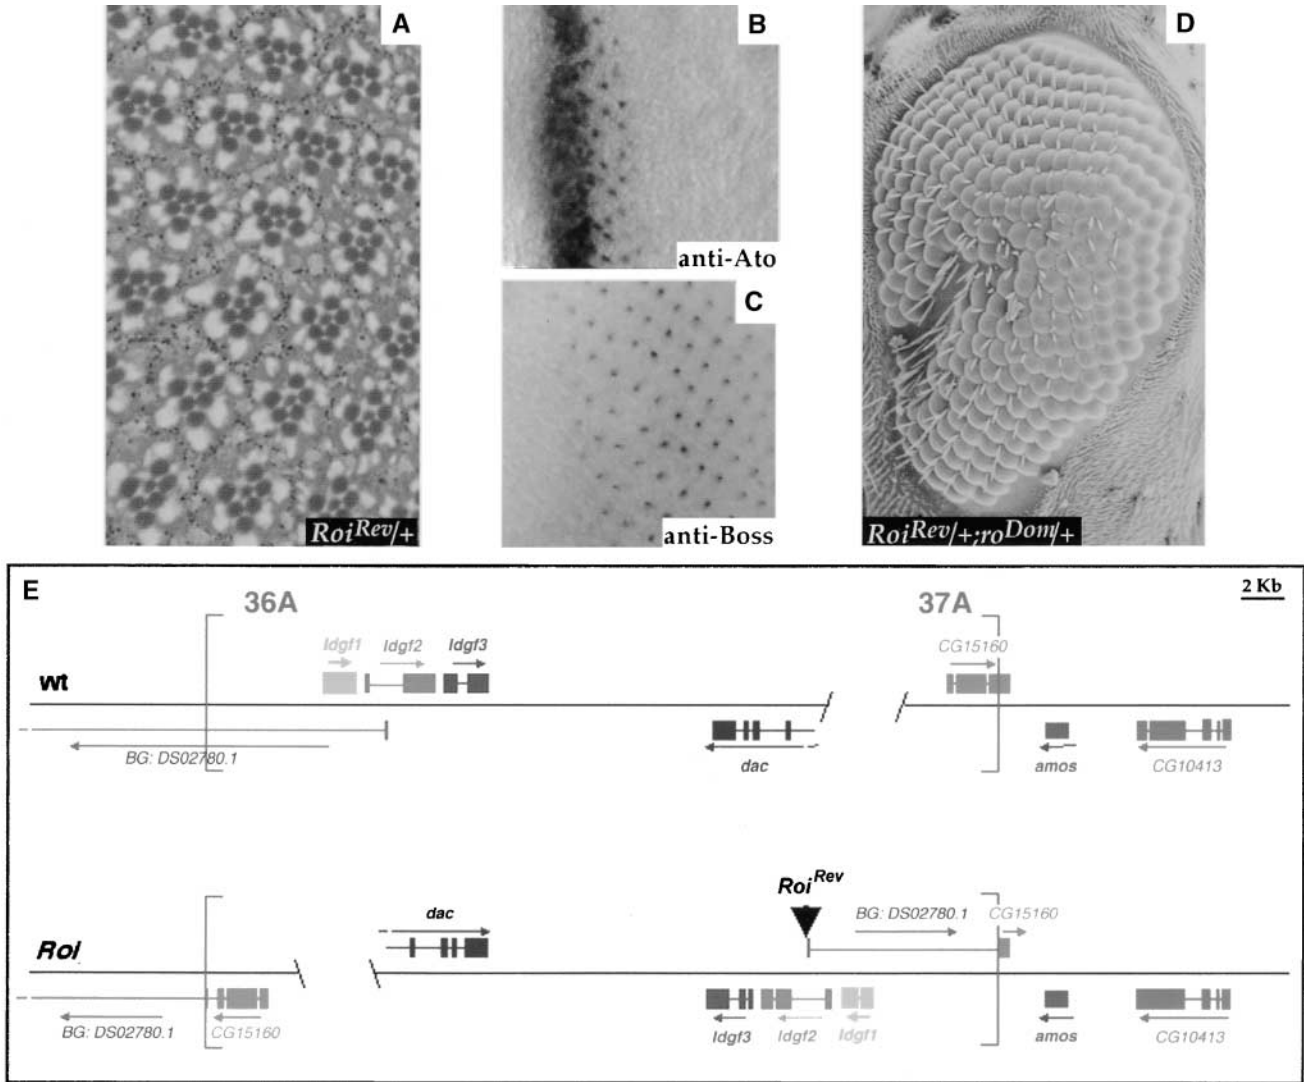 A
B
D
anti-Ato
C
Roi^Rev/+
anti-Boss
Roi^Rev/+;ro^Dom/+
E
36A
37A
2 Kb
Idgf1
Idgf2
Idgf3
CG15160
wt
BG: DS02780.1
dac
amos
CG10413
Roi^Rev
dac
BG: DS02780.1
CG15160
Roi
BG: DS02780.1
CG15160
Idgf3
Idgf2
Idgf1
amos
CG10413